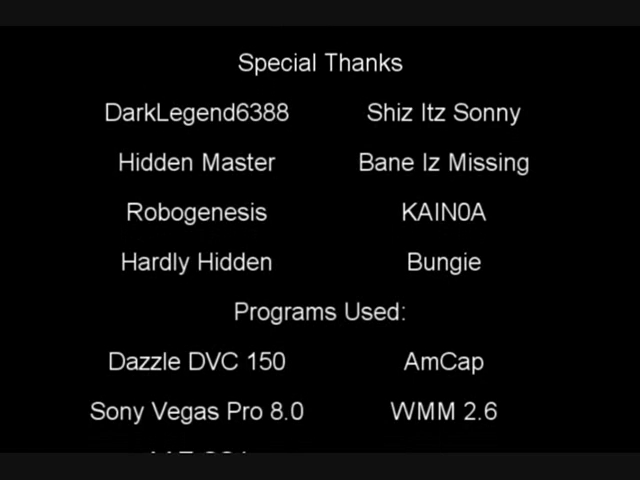 Special Thanks
DarkLegend6388 Shiz Itz Sonny
Hidden Master Bane Iz Missing
Robogenesis KAIN0A
Hardly Hidden Bungie
Programs Used:
Dazzle DVC 150 AmCap
Sony Vegas Pro 8.0 WMM 2.6